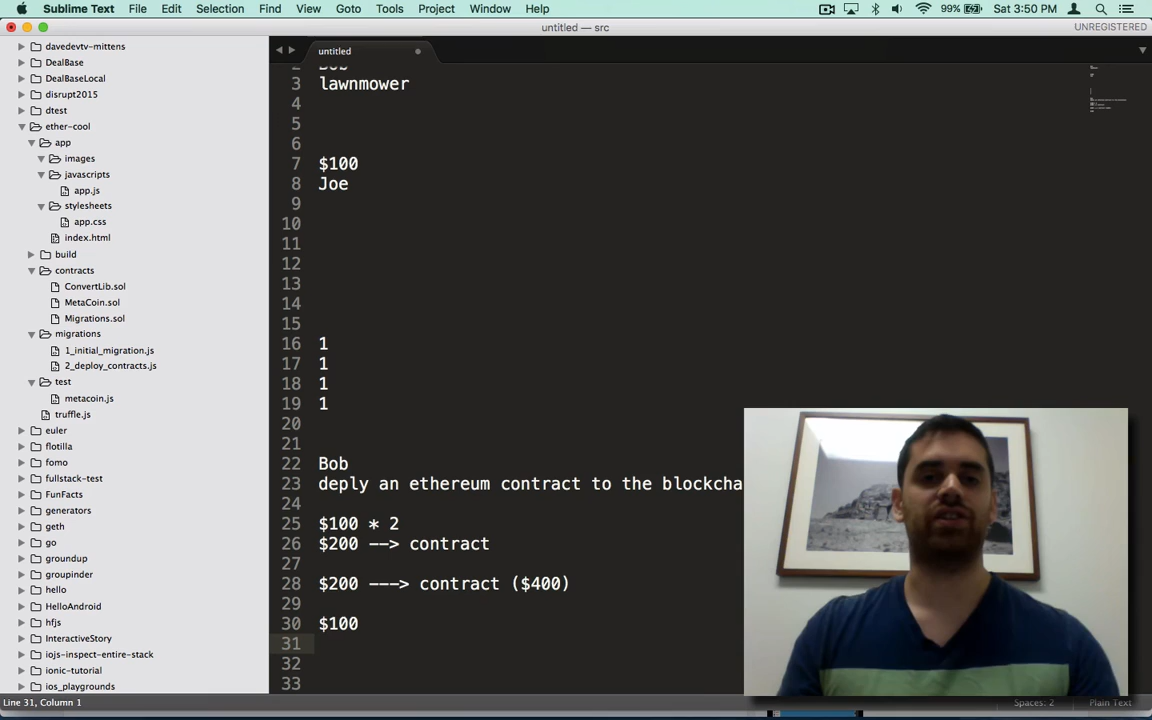 Sublime Text File Edit Selection Find View Goto Tools Project Window Help 99% Sat 3:50 PM
untitled — src UNREGISTERED
davedevtv-mittens
DealBase
DealBaseLocal
disrupt2015
dtest
ether-cool
app
images
javascripts
app.js
stylesheets
app.css
index.html
build
contracts
ConvertLib.sol
MetaCoin.sol
Migrations.sol
migrations
1_initial_migration.js
2_deploy_contracts.js
test
metacoin.js
truffle.js
euler
flotilla
fomo
fullstack-test
FunFacts
generators
geth
go
groundup
groupinder
hello
HelloAndroid
hfjs
InteractiveStory
iojs-inspect-entire-stack
ionic-tutorial
ios_playgrounds
untitled
2 Bob
3 lawnmower
4
5
6
7 $100
8 Joe
9
10
11
12
13
14
15
16 1
17 1
18 1
19 1
20
21
22 Bob
23 deply an ethereum contract to the blockcha
24
25 $100 * 2
26 $200 --> contract
27
28 $200 ---> contract ($400)
29
30 $100
31
32
33
Line 31, Column 1 Spaces: 2 Plain Text